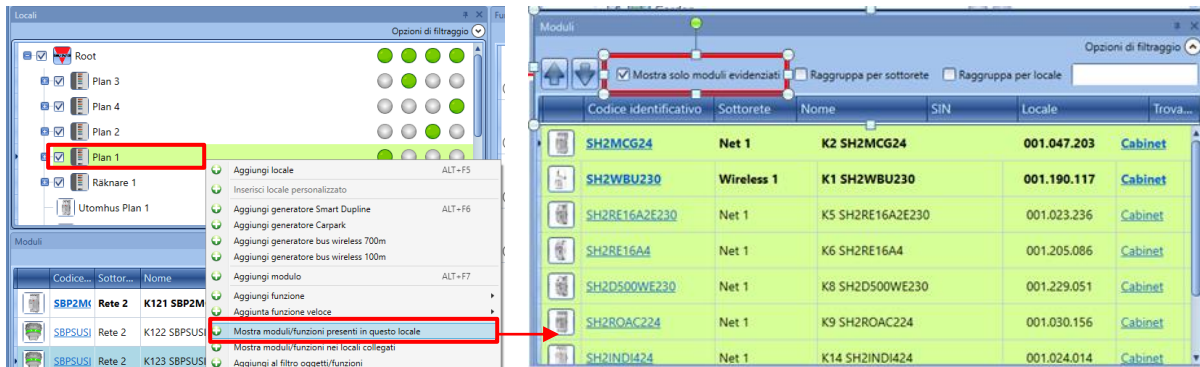 Locali
Fu
Opzioni di filtraggio
Root
Plan 3
Plan 4
Plan 2
Plan 1
Räknare 1
Utomhus Plan 1
Aggiungi locale ALT+F5
Inserisci locale personalizzato
Aggiungi generatore Smart Dupline ALT+F6
Aggiungi generatore Carpark
Aggiungi generatore bus wireless 700m
Aggiungi generatore bus wireless 100m
Aggiungi modulo ALT+F7
Aggiungi funzione
Aggiunta funzione veloce
Mostra moduli/funzioni presenti in questo locale
Mostra moduli/funzioni nei locali collegati
Aggiungi al filtro oggetti/funzioni
Moduli
Codice... Sottor... Nome
SBP2M( Rete 2 K121 SBP2M
SBPSUSI Rete 2 K122 SBPSUSI
SBPSUSI Rete 2 K123 SBPSUSI
Moduli
Opzioni di filtraggio
Mostra solo moduli evidenziati Raggruppa per sottorete Raggruppa per locale
Codice identificativo Sottorete Nome SIN Locale Trova...
SH2MCG24 Net 1 K2 SH2MCG24 001.047.203 Cabinet
SH2WBU230 Wireless 1 K1 SH2WBU230 001.190.117 Cabinet
SH2RE16A2E230 Net 1 K5 SH2RE16A2E230 001.023.236 Cabinet
SH2RE16A4 Net 1 K6 SH2RE16A4 001.205.086 Cabinet
SH2D500WE230 Net 1 K8 SH2D500WE230 001.229.051 Cabinet
SH2ROAC224 Net 1 K9 SH2ROAC224 001.030.156 Cabinet
SH2INDI424 Net 1 K14 SH2INDI424 001.024.014 Cabinet